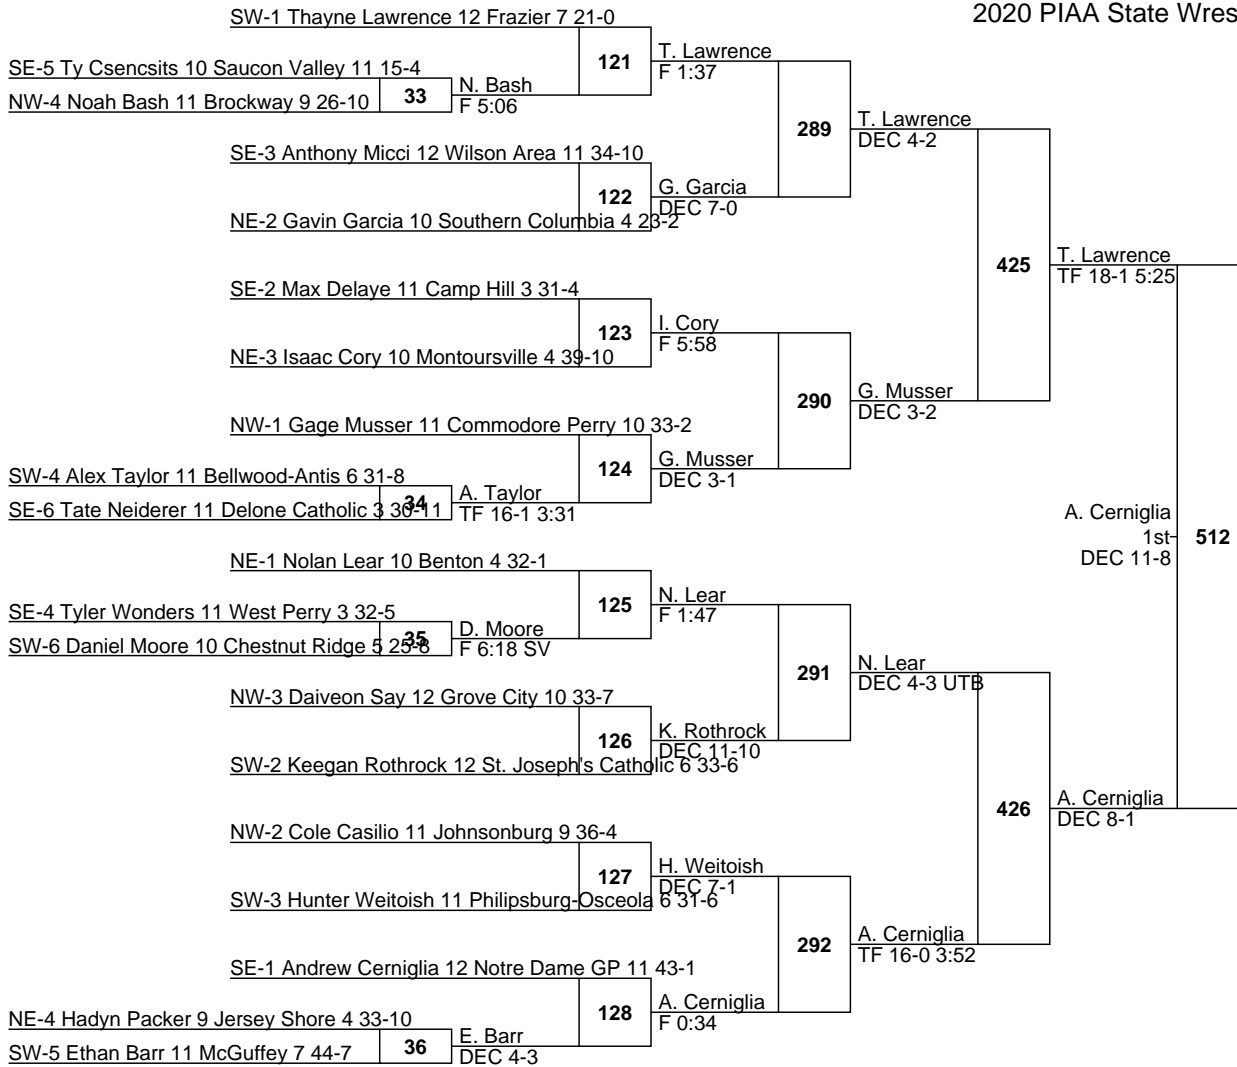 2020 PIAA State Wres
SW-1 Thayne Lawrence 12 Frazier 7 21-0
121
T. Lawrence
F 1:37
SE-5 Ty Csencsits 10 Saucon Valley 11 15-4
33
N. Bash
F 5:06
NW-4 Noah Bash 11 Brockway 9 26-10
289
T. Lawrence
DEC 4-2
SE-3 Anthony Micci 12 Wilson Area 11 34-10
122
G. Garcia
DEC 7-0
NE-2 Gavin Garcia 10 Southern Columbia 4 23-2
425
T. Lawrence
TF 18-1 5:25
SE-2 Max Delaye 11 Camp Hill 3 31-4
123
I. Cory
F 5:58
NE-3 Isaac Cory 10 Montoursville 4 39-10
290
G. Musser
DEC 3-2
NW-1 Gage Musser 11 Commodore Perry 10 33-2
124
G. Musser
DEC 3-1
SW-4 Alex Taylor 11 Bellwood-Antis 6 31-8
34
A. Taylor
TF 16-1 3:31
SE-6 Tate Neiderer 11 Delone Catholic 3 30-11
A. Cerniglia
1st
DEC 11-8
512
NE-1 Nolan Lear 10 Benton 4 32-1
125
N. Lear
F 1:47
SE-4 Tyler Wonders 11 West Perry 3 32-5
35
D. Moore
F 6:18 SV
SW-6 Daniel Moore 10 Chestnut Ridge 5 25-8
291
N. Lear
DEC 4-3 UTB
NW-3 Daiveon Say 12 Grove City 10 33-7
126
K. Rothrock
DEC 11-10
SW-2 Keegan Rothrock 12 St. Joseph's Catholic 6 33-6
426
A. Cerniglia
DEC 8-1
NW-2 Cole Casilio 11 Johnsonburg 9 36-4
127
H. Weitoish
DEC 7-1
SW-3 Hunter Weitoish 11 Philipsburg-Osceola 6 31-6
292
A. Cerniglia
TF 16-0 3:52
SE-1 Andrew Cerniglia 12 Notre Dame GP 11 43-1
128
A. Cerniglia
F 0:34
NE-4 Hadyn Packer 9 Jersey Shore 4 33-10
36
E. Barr
DEC 4-3
SW-5 Ethan Barr 11 McGuffey 7 44-7